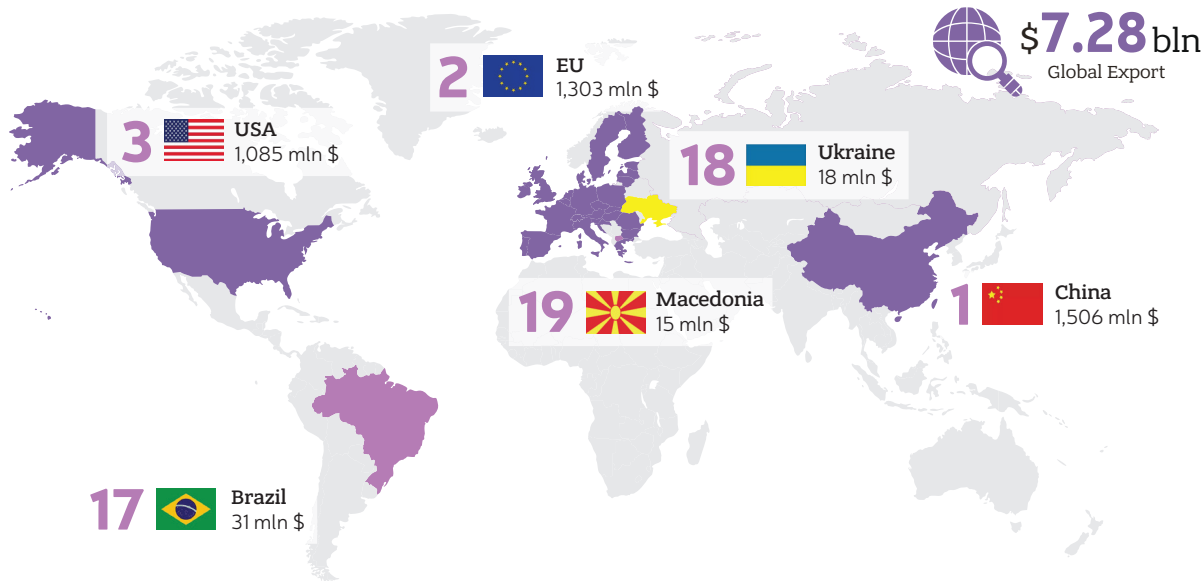 $7.28 bln
Global Export
2
EU
1,303 mln $
3
USA
1,085 mln $
18
Ukraine
18 mln $
19
Macedonia
15 mln $
1
China
1,506 mln $
17
Brazil
31 mln $